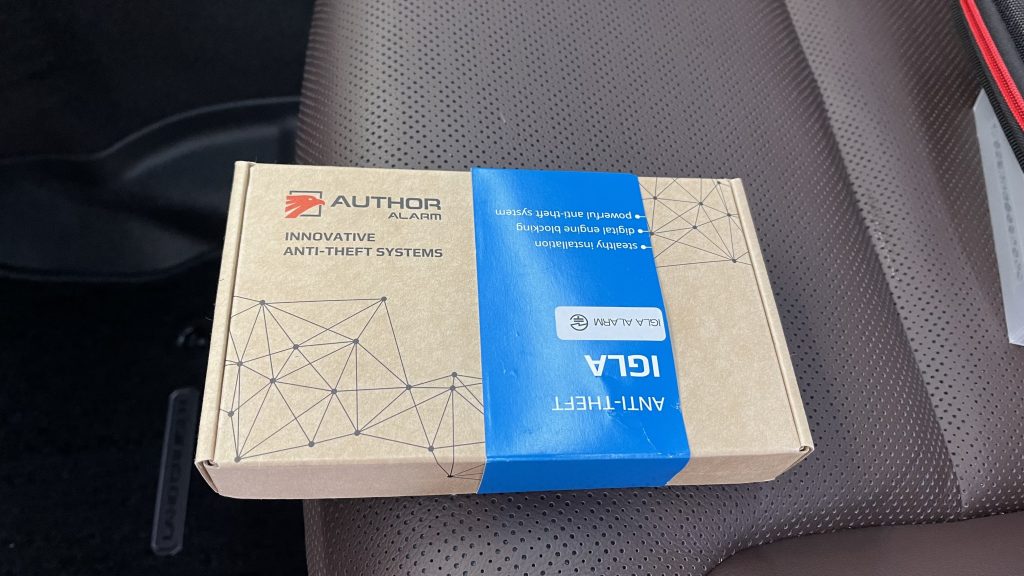 AUTHOR
ALARM
INNOVATIVE
ANTI-THEFT SYSTEMS
ANTI-THEFT
IGLA
IGLA ALARM
stealthy installation
digital engine blocking
powerful anti-theft system